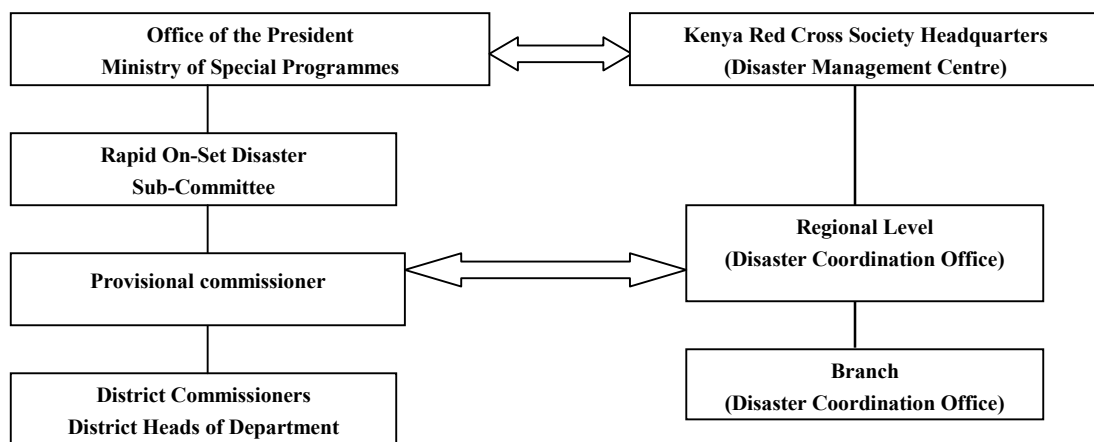 Office of the President
Ministry of Special Programmes
Kenya Red Cross Society Headquarters
(Disaster Management Centre)
Rapid On-Set Disaster
Sub-Committee
Regional Level
(Disaster Coordination Office)
Provisional commissioner
Branch
(Disaster Coordination Office)
District Commissioners
District Heads of Department